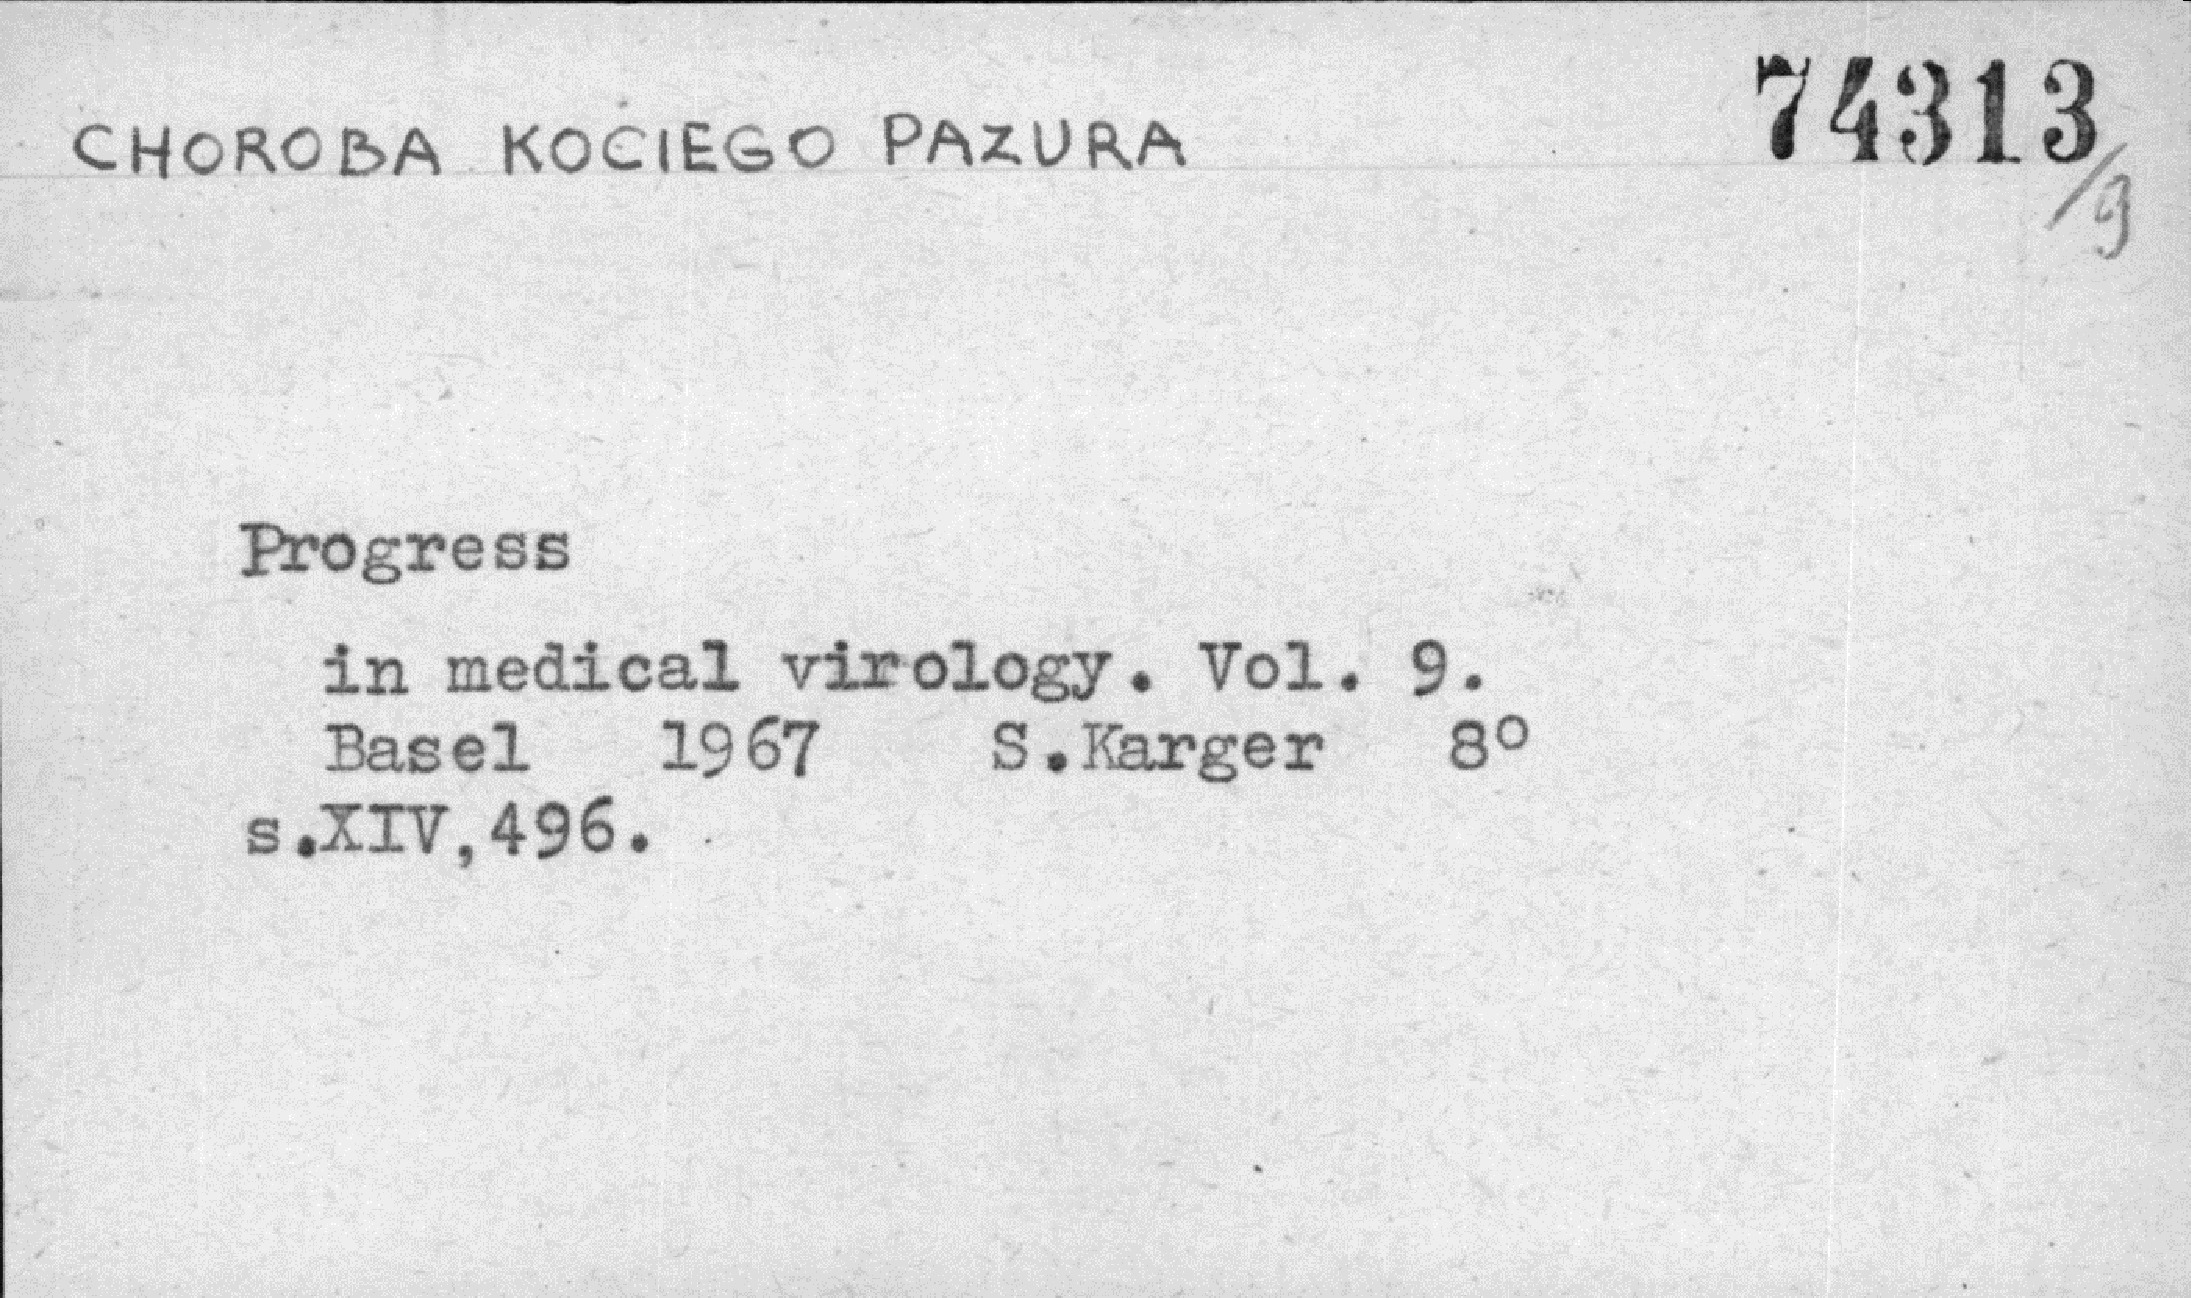 CHOROBA KOCIEGO PAZURA
74313/9
Progress
in medical virology. Vol. 9.
Basel 1967 S.Karger 8°
s.XIV,496.